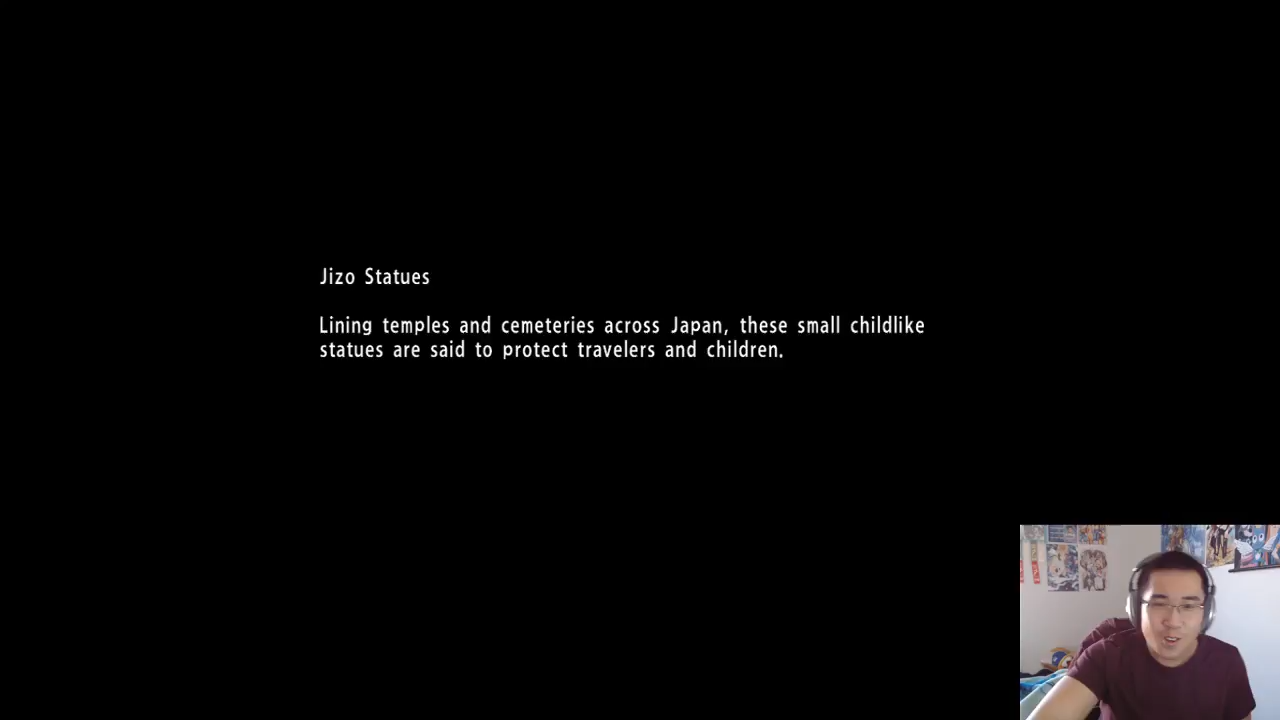 Jizo Statues
Lining temples and cemeteries across Japan, these small childlike
statues are said to protect travelers and children.